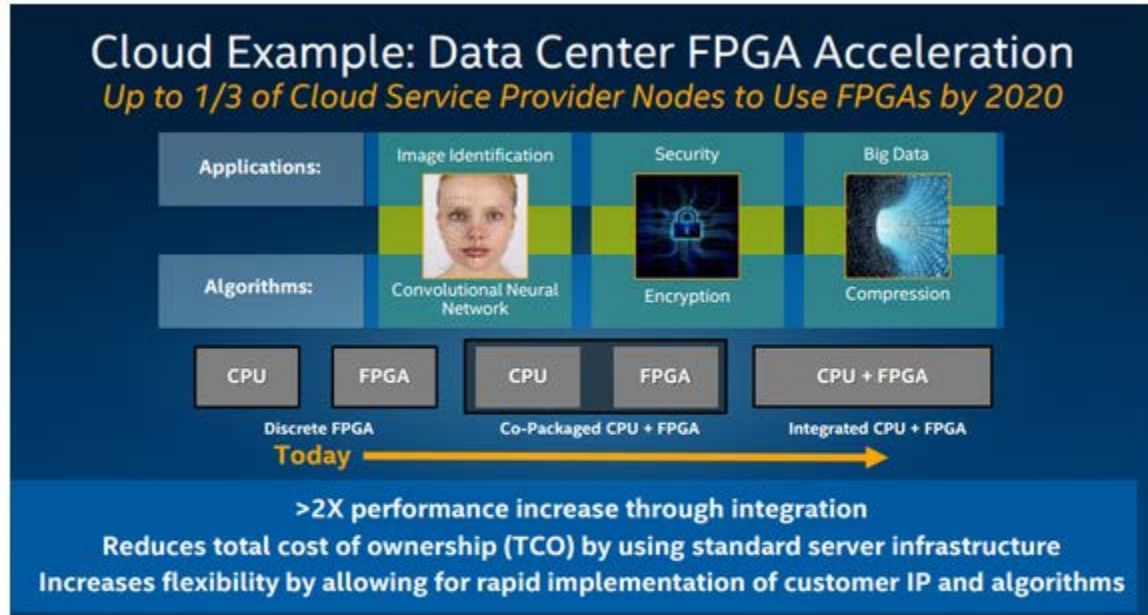 Cloud Example: Data Center FPGA Acceleration
Up to 1/3 of Cloud Service Provider Nodes to Use FPGAs by 2020
Applications:
Image Identification
Security
Big Data
Algorithms:
Convolutional Neural
Network
Encryption
Compression
CPU
FPGA
CPU
FPGA
CPU + FPGA
Discrete FPGA
Co-Packaged CPU + FPGA
Integrated CPU + FPGA
Today
>2X performance increase through integration
Reduces total cost of ownership (TCO) by using standard server infrastructure
Increases flexibility by allowing for rapid implementation of customer IP and algorithms